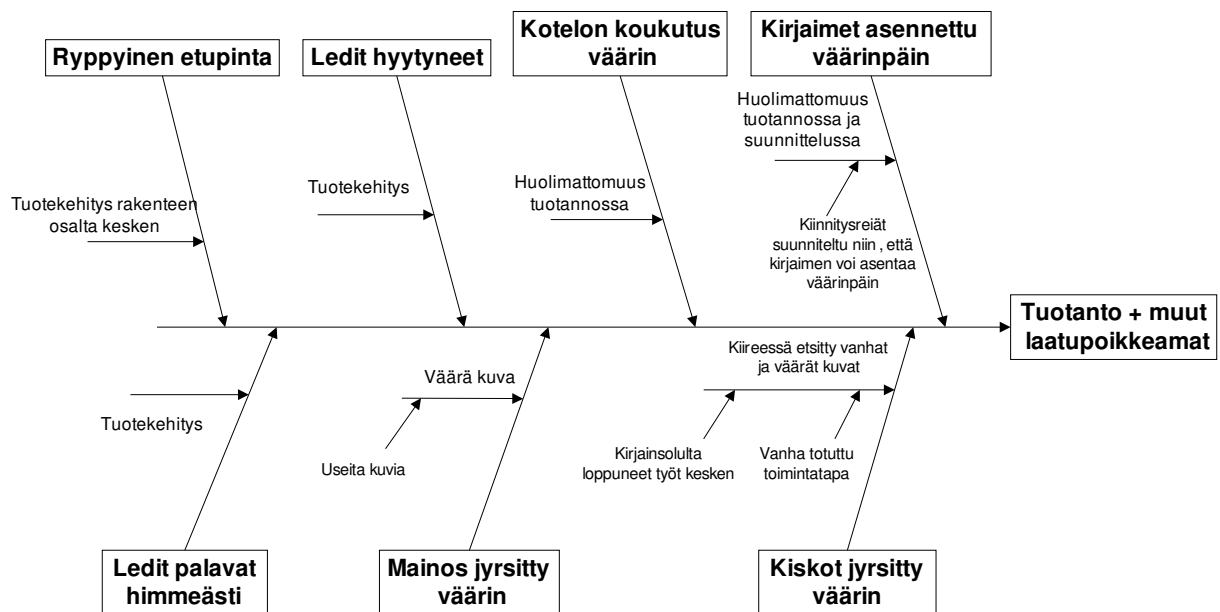 Ryppyinen etupinta
Ledit hyytyneet
Kotelon koukutus
väärin
Kirjaimet asennettu
väärinpäin
Huolimattomuus
tuotannossa ja
suunnittelussa
Tuotekehitys rakenteen
osalta kesken
Tuotekehitys
Huolimattomuus
tuotannossa
Kiinnitysreiät
suunniteltu niin , että
kirjaimen voi asentaa
väärinpäin
Tuotanto + muut
laatupoikkeamat
Tuotekehitys
Väärä kuva
Useita kuvia
Kiireessä etsitty vanhat
ja väärät kuvat
Kirjainsolulta
loppuneet työt kesken
Vanha totuttu
toimintatapa
Ledit palavat
himmeästi
Mainos jyrsitty
väärin
Kiskot jyrsitty
väärin